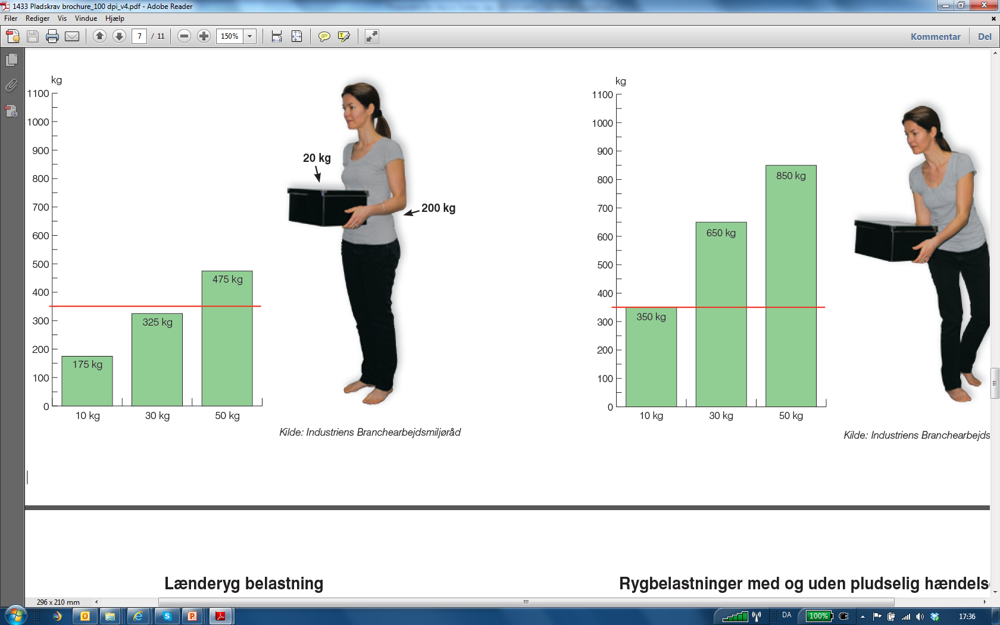 1433 Pladskrav brochure_100 dpi_v4.pdf - Adobe Reader
Filer Rediger Vis Vindue Hjælp
7 / 11 150% Kommentar Del
kg
1100
1000
900
800
700
600
500
400
300
200
100
0
475 kg
325 kg
175 kg
10 kg 30 kg 50 kg
20 kg
200 kg
Kilde: Industriens Branchearbejdsmiljøråd
kg
1100
1000
900
800
700
600
500
400
300
200
100
0
850 kg
650 kg
350 kg
10 kg 30 kg 50 kg
Kilde: Industriens Branchearbejds
Lænderyg belastning
Rygbelastninger med og uden pludselig hændels
296 x 210 mm
DA 100% 17:36